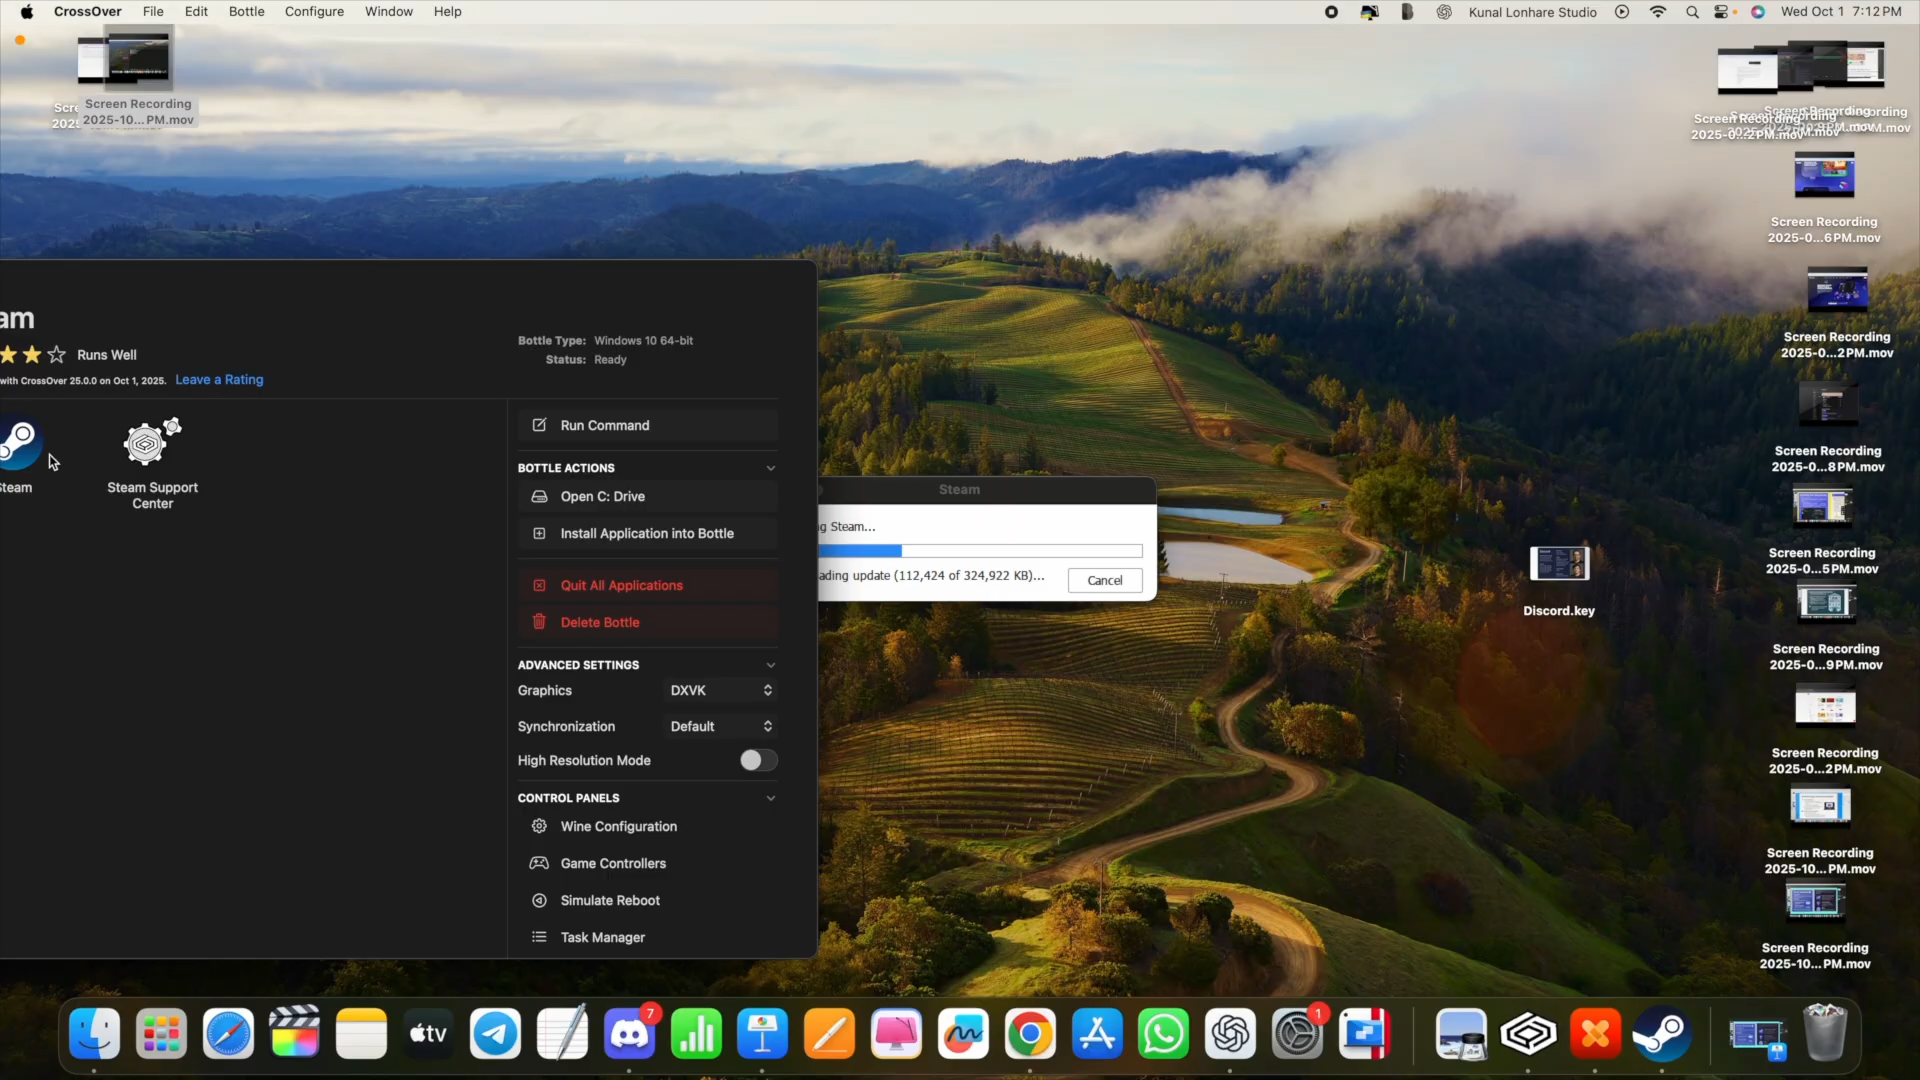 CrossOver File Edit Bottle Configure Window Help
Kunal Lonhare Studio Wed Oct 1 7:12 PM
Screen Recording
2025-10...PM.mov
Screen Recording
2025-0...6PM.mov
Screen Recording
2025-0...2PM.mov
Screen Recording
2025-0...8PM.mov
Screen Recording
2025-0...5PM.mov
Screen Recording
2025-0...9PM.mov
Screen Recording
2025-0...2PM.mov
Screen Recording
2025-10...PM.mov
Screen Recording
2025-10...PM.mov
Discord.key
am
Runs Well
with CrossOver 25.0.0 on Oct 1, 2025. Leave a Rating
Steam
Steam Support
Center
Bottle Type: Windows 10 64-bit
Status: Ready
Run Command
BOTTLE ACTIONS
Open C: Drive
Install Application into Bottle
Quit All Applications
Delete Bottle
ADVANCED SETTINGS
Graphics DXVK
Synchronization Default
High Resolution Mode
CONTROL PANELS
Wine Configuration
Game Controllers
Simulate Reboot
Task Manager
Steam
g Steam...
ading update (112,424 of 324,922 KB)...
Cancel
tv
7
1